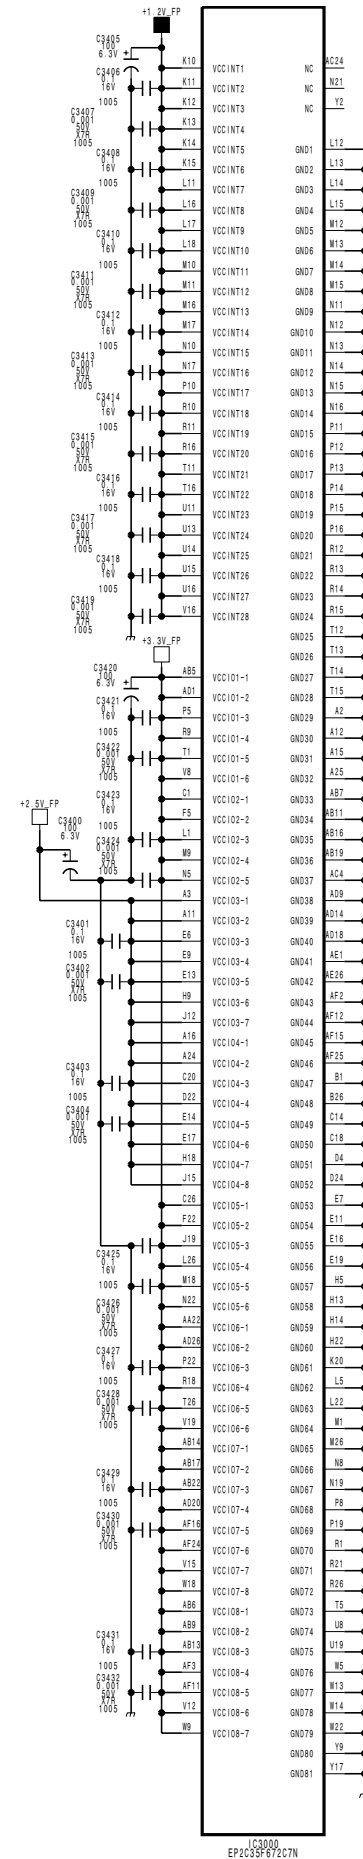 +1.2V_FP
C3405
100
6.3V
+
C3406
0.1
16V
1005
C3407
0.001
50V
X7R
1005
C3408
0.1
16V
1005
C3409
0.001
50V
X7R
1005
C3410
0.1
16V
1005
C3411
0.001
50V
X7R
1005
C3412
0.1
16V
1005
C3413
0.001
50V
X7R
1005
C3414
0.1
16V
1005
C3415
0.001
50V
X7R
1005
C3416
0.1
16V
1005
C3417
0.001
50V
X7R
1005
C3418
0.1
16V
1005
C3419
0.001
50V
X7R
1005
+3.3V_FP
C3420
100
6.3V
+
C3421
0.1
16V
1005
C3422
0.001
50V
X7R
1005
C3423
0.1
16V
1005
+2.5V_FP
C3400
100
6.3V
+
C3424
0.001
50V
X7R
1005
C3401
0.1
16V
1005
C3402
0.001
50V
X7R
1005
C3403
0.1
16V
1005
C3404
0.001
50V
X7R
1005
C3425
0.1
16V
1005
C3426
0.001
50V
X7R
1005
C3427
0.1
16V
C3428
0.001
50V
X7R
1005
C3429
0.1
16V
1005
C3430
0.001
50V
X7R
1005
C3431
0.1
16V
1005
C3432
0.001
50V
X7R
1005
K10 VCCINT1 NC AC24
K11 VCCINT2 NC N21
K12 VCCINT3 NC Y2
K13 VCCINT4
K14 VCCINT5 GND1 L12
K15 VCCINT6 GND2 L13
L11 VCCINT7 GND3 L14
L16 VCCINT8 GND4 L15
L17 VCCINT9 GND5 M12
L18 VCCINT10 GND6 M13
M10 VCCINT11 GND7 M14
M11 VCCINT12 GND8 M15
M16 VCCINT13 GND9 N11
M17 VCCINT14 GND10 N12
N10 VCCINT15 GND11 N13
N17 VCCINT16 GND12 N14
P10 VCCINT17 GND13 N15
R10 VCCINT18 GND14 N16
R11 VCCINT19 GND15 P11
R16 VCCINT20 GND16 P12
T11 VCCINT21 GND17 P13
T16 VCCINT22 GND18 P14
U11 VCCINT23 GND19 P15
U13 VCCINT24 GND20 P16
U14 VCCINT25 GND21 R12
U15 VCCINT26 GND22 R13
U16 VCCINT27 GND23 R14
V16 VCCINT28 GND24 R15
GND25 T12
GND26 T13
AB5 VCCIO1-1 GND27 T14
AD1 VCCIO1-2 GND28 T15
P5 VCCIO1-3 GND29 A2
R9 VCCIO1-4 GND30 A12
T1 VCCIO1-5 GND31 A15
V8 VCCIO1-6 GND32 A25
C1 VCCIO2-1 GND33 AB7
F5 VCCIO2-2 GND34 AB11
L1 VCCIO2-3 GND35 AB16
M9 VCCIO2-4 GND36 AB19
N5 VCCIO2-5 GND37 AC4
A3 VCCIO3-1 GND38 AD9
A11 VCCIO3-2 GND39 AD14
E6 VCCIO3-3 GND40 AD18
E9 VCCIO3-4 GND41 AE1
E13 VCCIO3-5 GND42 AE26
H9 VCCIO3-6 GND43 AF2
J12 VCCIO3-7 GND44 AF12
A16 VCCIO4-1 GND45 AF15
A24 VCCIO4-2 GND46 AF25
C20 VCCIO4-3 GND47 B1
D22 VCCIO4-4 GND48 B26
E14 VCCIO4-5 GND49 C14
E17 VCCIO4-6 GND50 C18
H18 VCCIO4-7 GND51 D4
J15 VCCIO4-8 GND52 D24
C26 VCCIO5-1 GND53 E7
F22 VCCIO5-2 GND54 E11
J19 VCCIO5-3 GND55 E16
L26 VCCIO5-4 GND56 E19
M18 VCCIO5-5 GND57 H5
N22 VCCIO5-6 GND58 H13
AA22 VCCIO6-1 GND59 H14
AD26 VCCIO6-2 GND60 H22
P22 VCCIO6-3 GND61 K20
R18 VCCIO6-4 GND62 L5
T26 VCCIO6-5 GND63 L22
V19 VCCIO6-6 GND64 M1
AB14 VCCIO7-1 GND65 M26
AB17 VCCIO7-2 GND66 N8
AB22 VCCIO7-3 GND67 N19
AD20 VCCIO7-4 GND68 P8
AF16 VCCIO7-5 GND69 P19
AF24 VCCIO7-6 GND70 R1
V15 VCCIO7-7 GND71 R21
W18 VCCIO7-8 GND72 R26
AB6 VCCIO8-1 GND73 T5
AB9 VCCIO8-2 GND74 U8
AB13 VCCIO8-3 GND75 U19
AF3 VCCIO8-4 GND76 W5
AF11 VCCIO8-5 GND77 W13
V12 VCCIO8-6 GND78 W14
W9 VCCIO8-7 GND79 W22
GND80 Y9
GND81 Y17
IC3000
EP2C35F672C7N